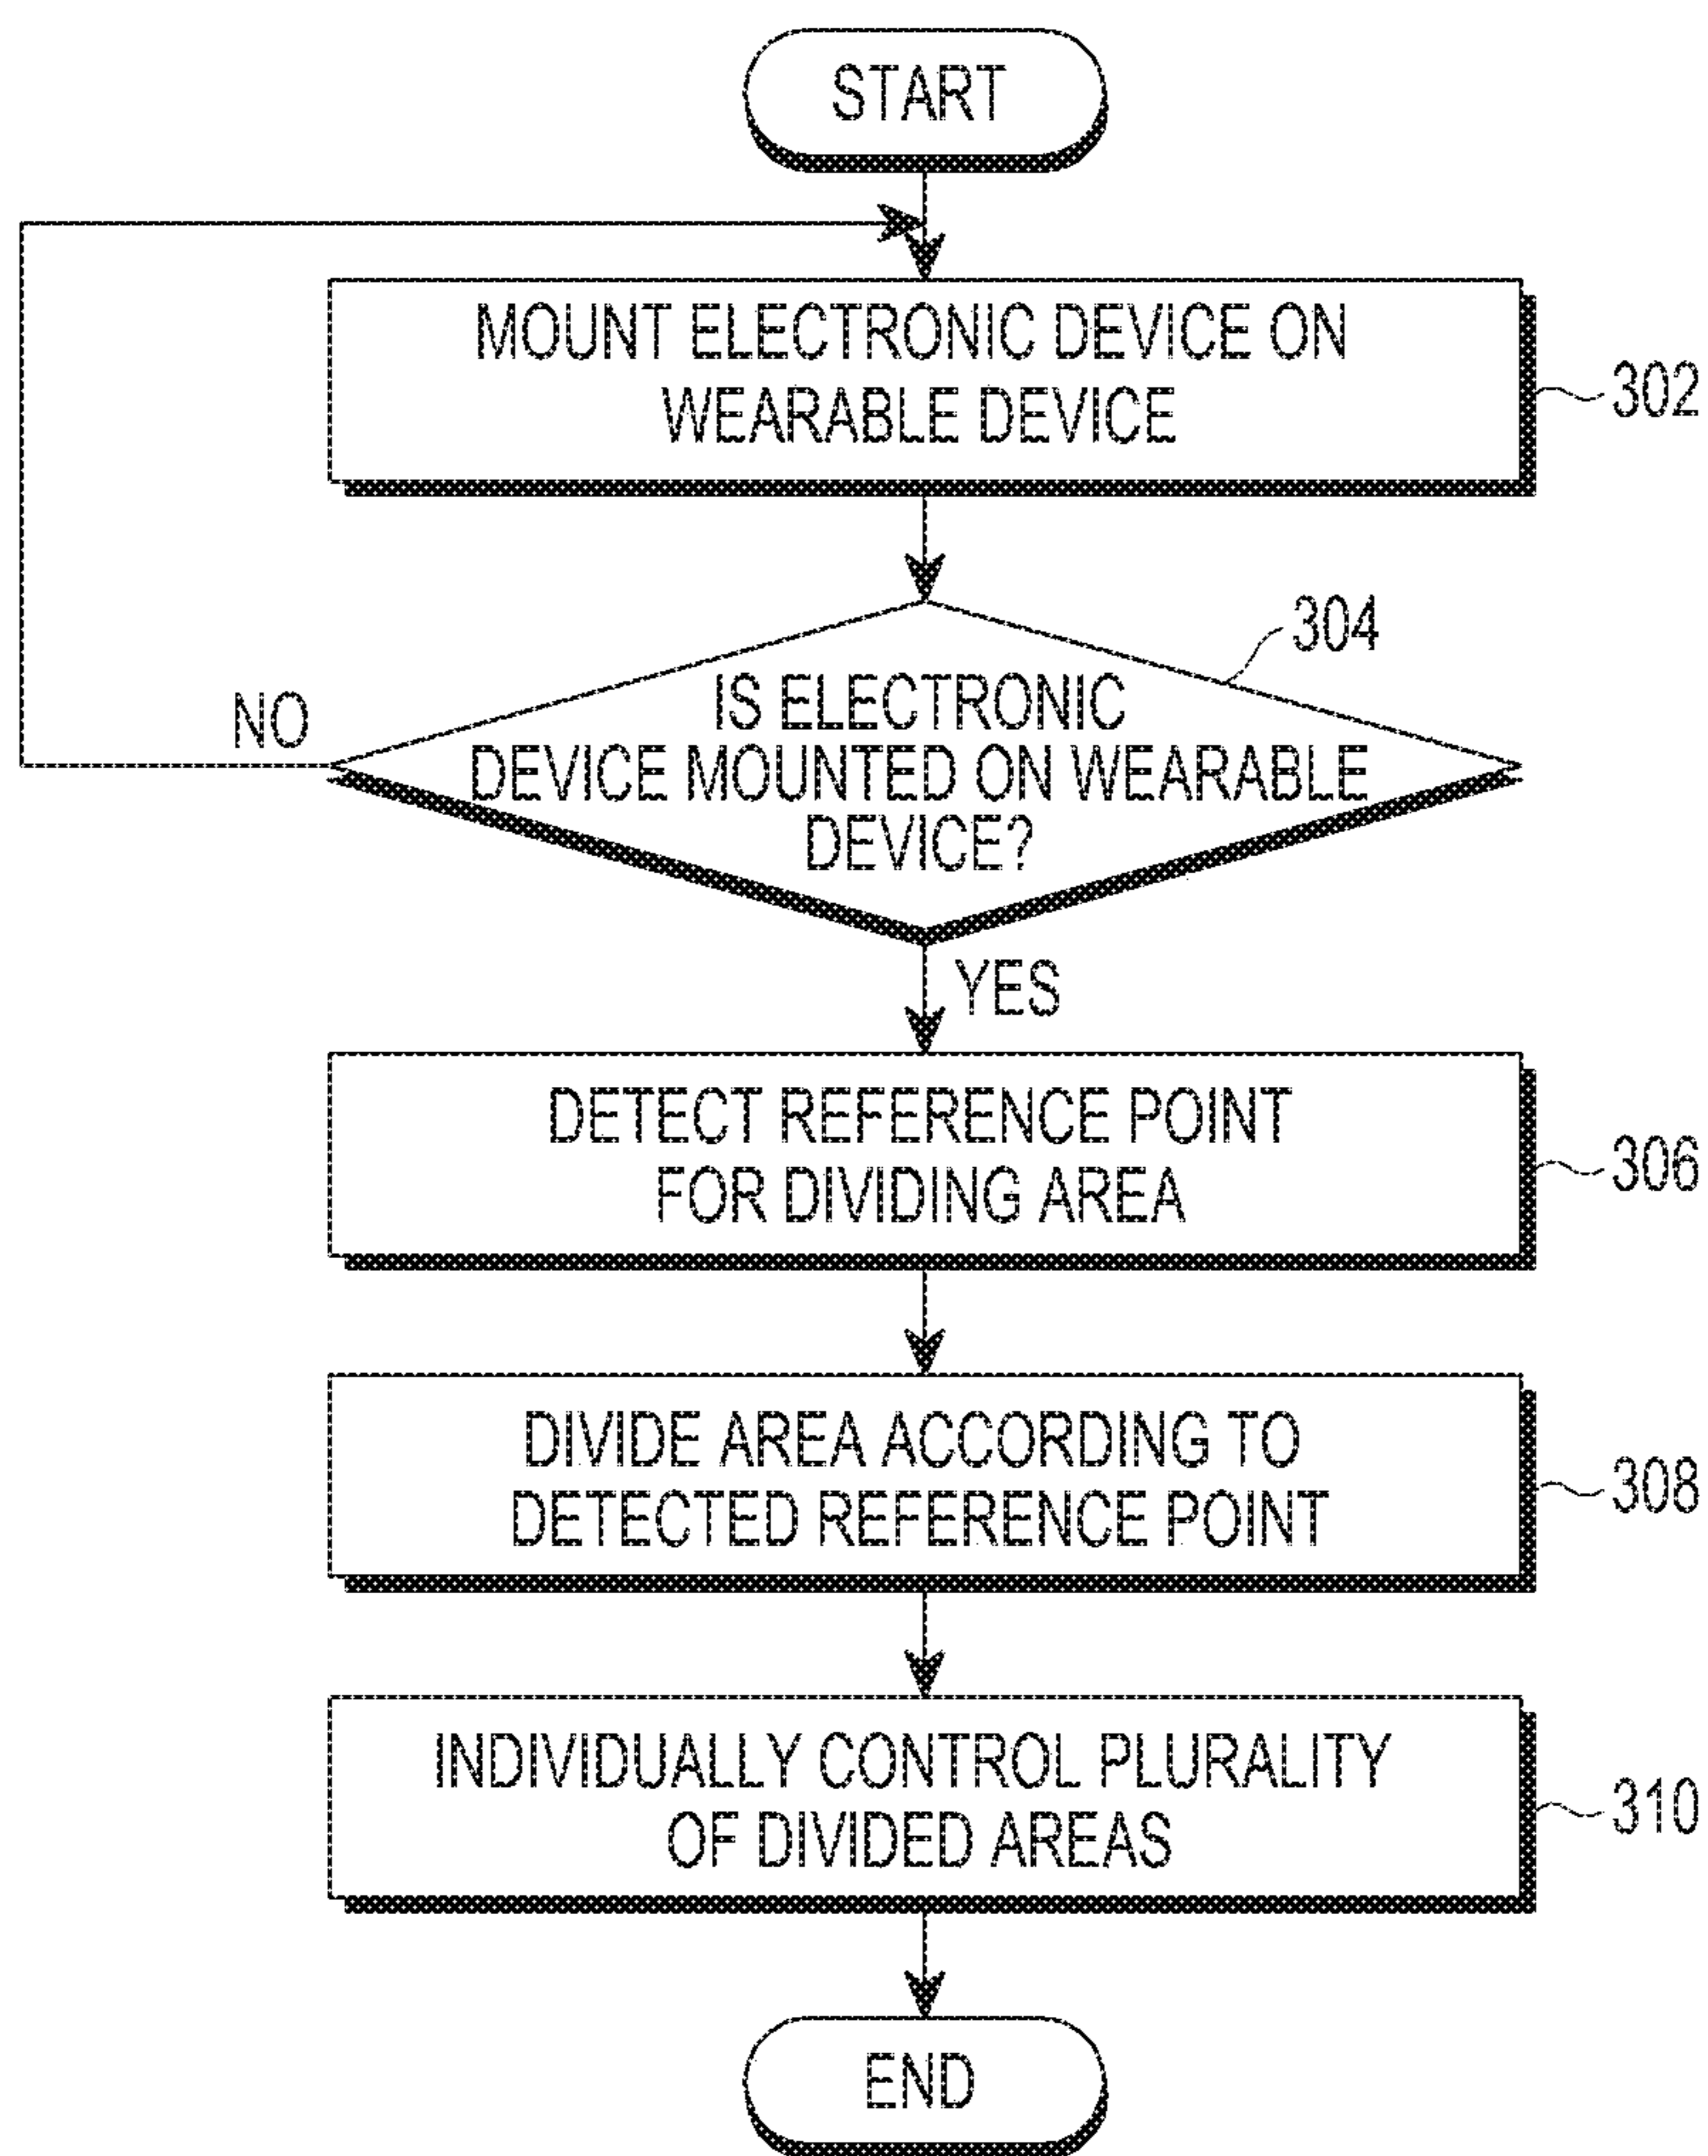 START
MOUNT ELECTRONIC DEVICE ON
WEARABLE DEVICE
302
304
IS ELECTRONIC
DEVICE MOUNTED ON WEARABLE
DEVICE?
NO
YES
DETECT REFERENCE POINT
FOR DIVIDING AREA
306
DIVIDE AREA ACCORDING TO
DETECTED REFERENCE POINT
308
INDIVIDUALLY CONTROL PLURALITY
OF DIVIDED AREAS
310
END